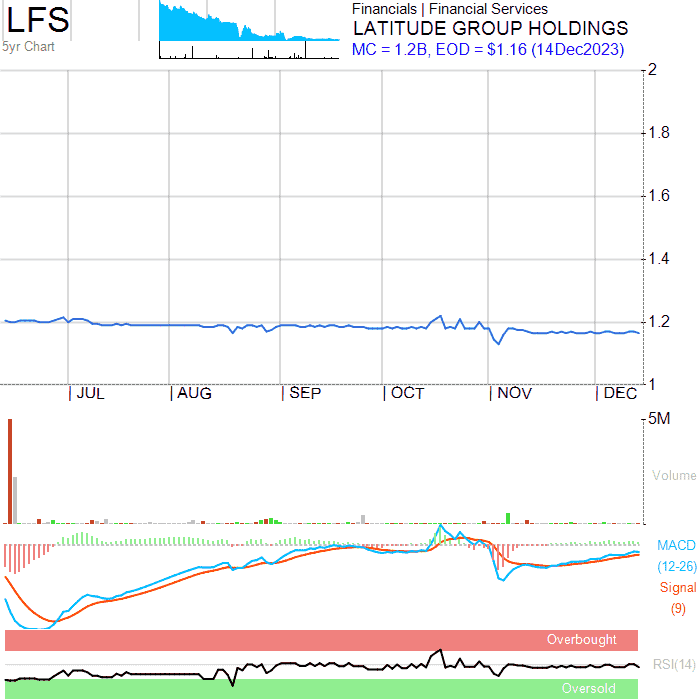 LFS
5yr Chart
Financials | Financial Services
LATITUDE GROUP HOLDINGS
MC = 1.2B, EOD = $1.16 (14Dec2023)
2
1.8
1.6
1.4
1.2
1
JUL AUG SEP OCT NOV DEC
5M
Volume
MACD
(12-26)
Signal
(9)
Overbought
RSI(14)
Oversold